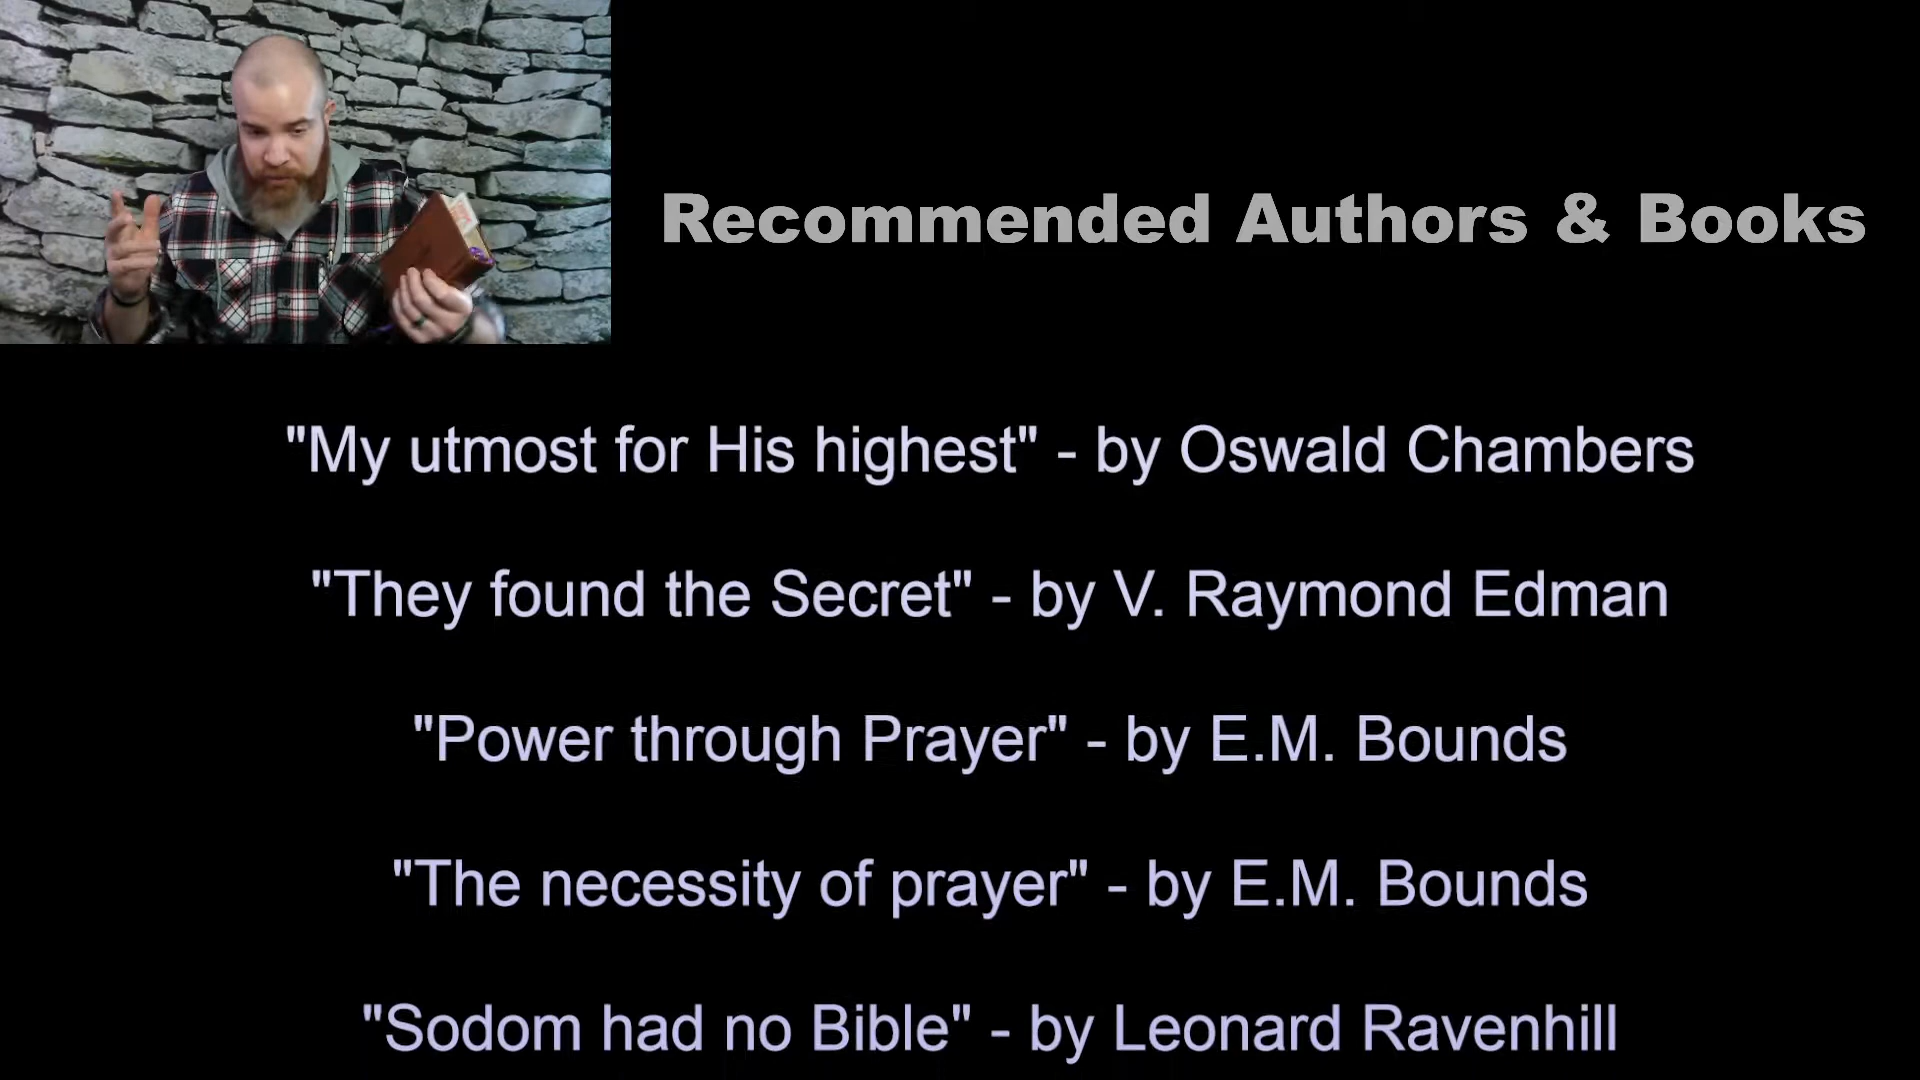 Recommended Authors & Books
"My utmost for His highest" - by Oswald Chambers
"They found the Secret" - by V. Raymond Edman
"Power through Prayer" - by E.M. Bounds
"The necessity of prayer" - by E.M. Bounds
"Sodom had no Bible" - by Leonard Ravenhill